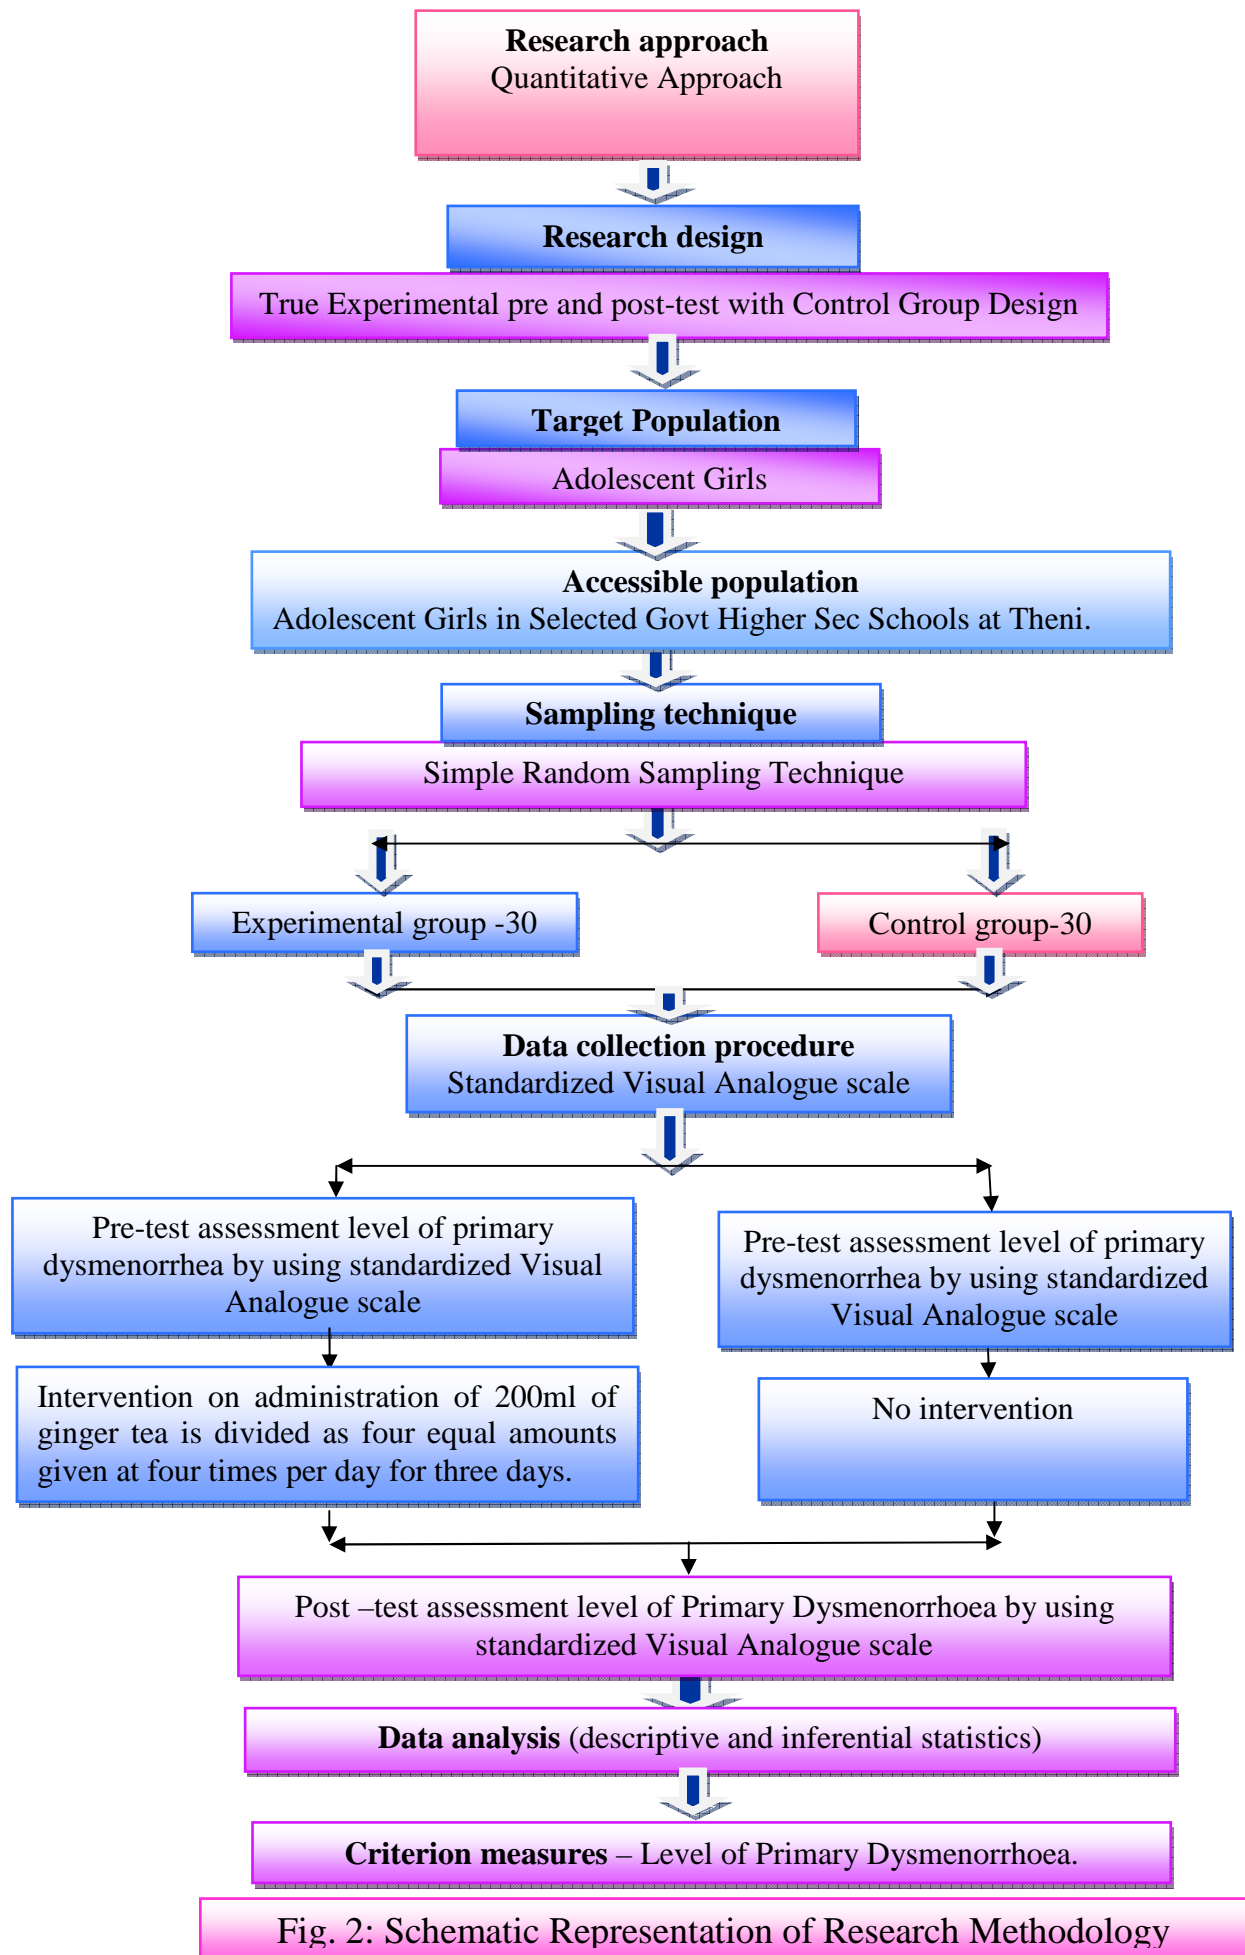 Research approach
Quantitative Approach
Research design
True Experimental pre and post-test with Control Group Design
Target Population
Adolescent Girls
Accessible population
Adolescent Girls in Selected Govt Higher Sec Schools at Theni.
Sampling technique
Simple Random Sampling Technique
Experimental group -30
Control group-30
Data collection procedure
Standardized Visual Analogue scale
Pre-test assessment level of primary
dysmenorrhea by using standardized Visual
Analogue scale
Pre-test assessment level of primary
dysmenorrhea by using standardized
Visual Analogue scale
Intervention on administration of 200ml of
ginger tea is divided as four equal amounts
given at four times per day for three days.
No intervention
Post –test assessment level of Primary Dysmenorrhoea by using
standardized Visual Analogue scale
Data analysis (descriptive and inferential statistics)
Criterion measures – Level of Primary Dysmenorrhoea.
Fig. 2: Schematic Representation of Research Methodology